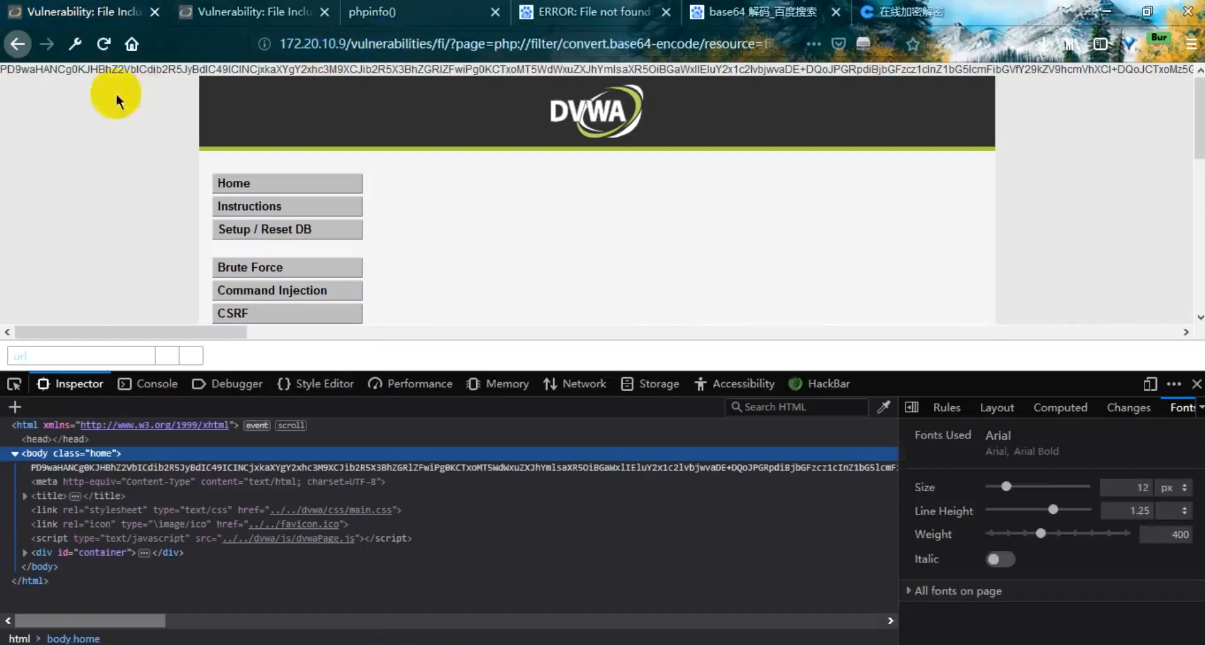 Vulnerability: File Inclu
Vulnerability: File Inclu
phpinfo()
ERROR: File not found
base64 解码_百度搜索
在线加密解密
172.20.10.9/vulnerabilities/fi/?page=php://filter/convert.base64-encode/resource=
Bur
DVWA
Home
Instructions
Setup / Reset DB
Brute Force
Command Injection
CSRF
url
Inspector
Console
Debugger
Style Editor
Performance
Memory
Network
Storage
Accessibility
HackBar
Search HTML
Rules
Layout
Computed
Changes
Fonts
<html xmlns="http://www.w3.org/1999/xhtml"> event scroll
<head></head>
<body class="home">
<meta http-equiv="Content-Type" content="text/html; charset=UTF-8">
<title></title>
<link rel="stylesheet" type="text/css" href="../../dvwa/css/main.css">
<link rel="icon" type="\image/ico" href="../../favicon.ico">
<script type="text/javascript" src="../../dvwa/js/dvwaPage.js"></script>
<div id="container"></div>
</body>
</html>
html > body.home
Fonts Used Arial
Arial, Arial Bold
Size 12 px
Line Height 1.25
Weight 400
Italic
All fonts on page